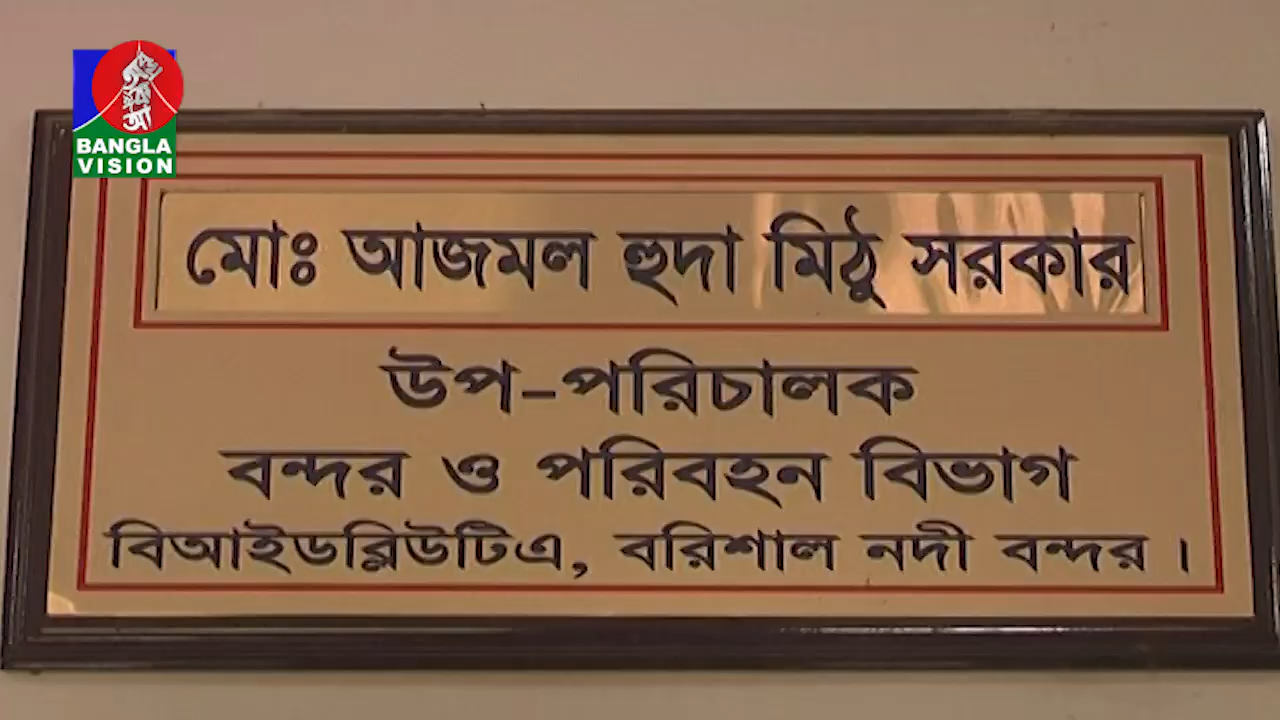 BANGLA
VISION
মোঃ আজমল হুদা মিঠু সরকার
উপ-পরিচালক
বন্দর ও পরিবহন বিভাগ
বিআইডব্লিউটিএ, বরিশাল নদী বন্দর ।